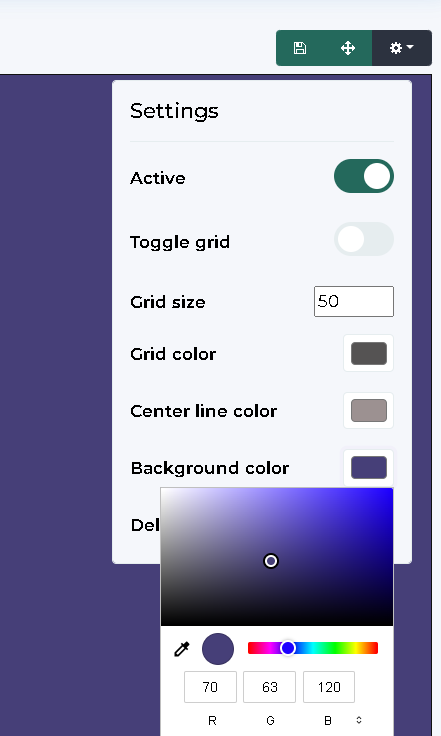 Settings
Active
Toggle grid
Grid size
50
Grid color
Center line color
Background color
Del
70 63 120
R G B